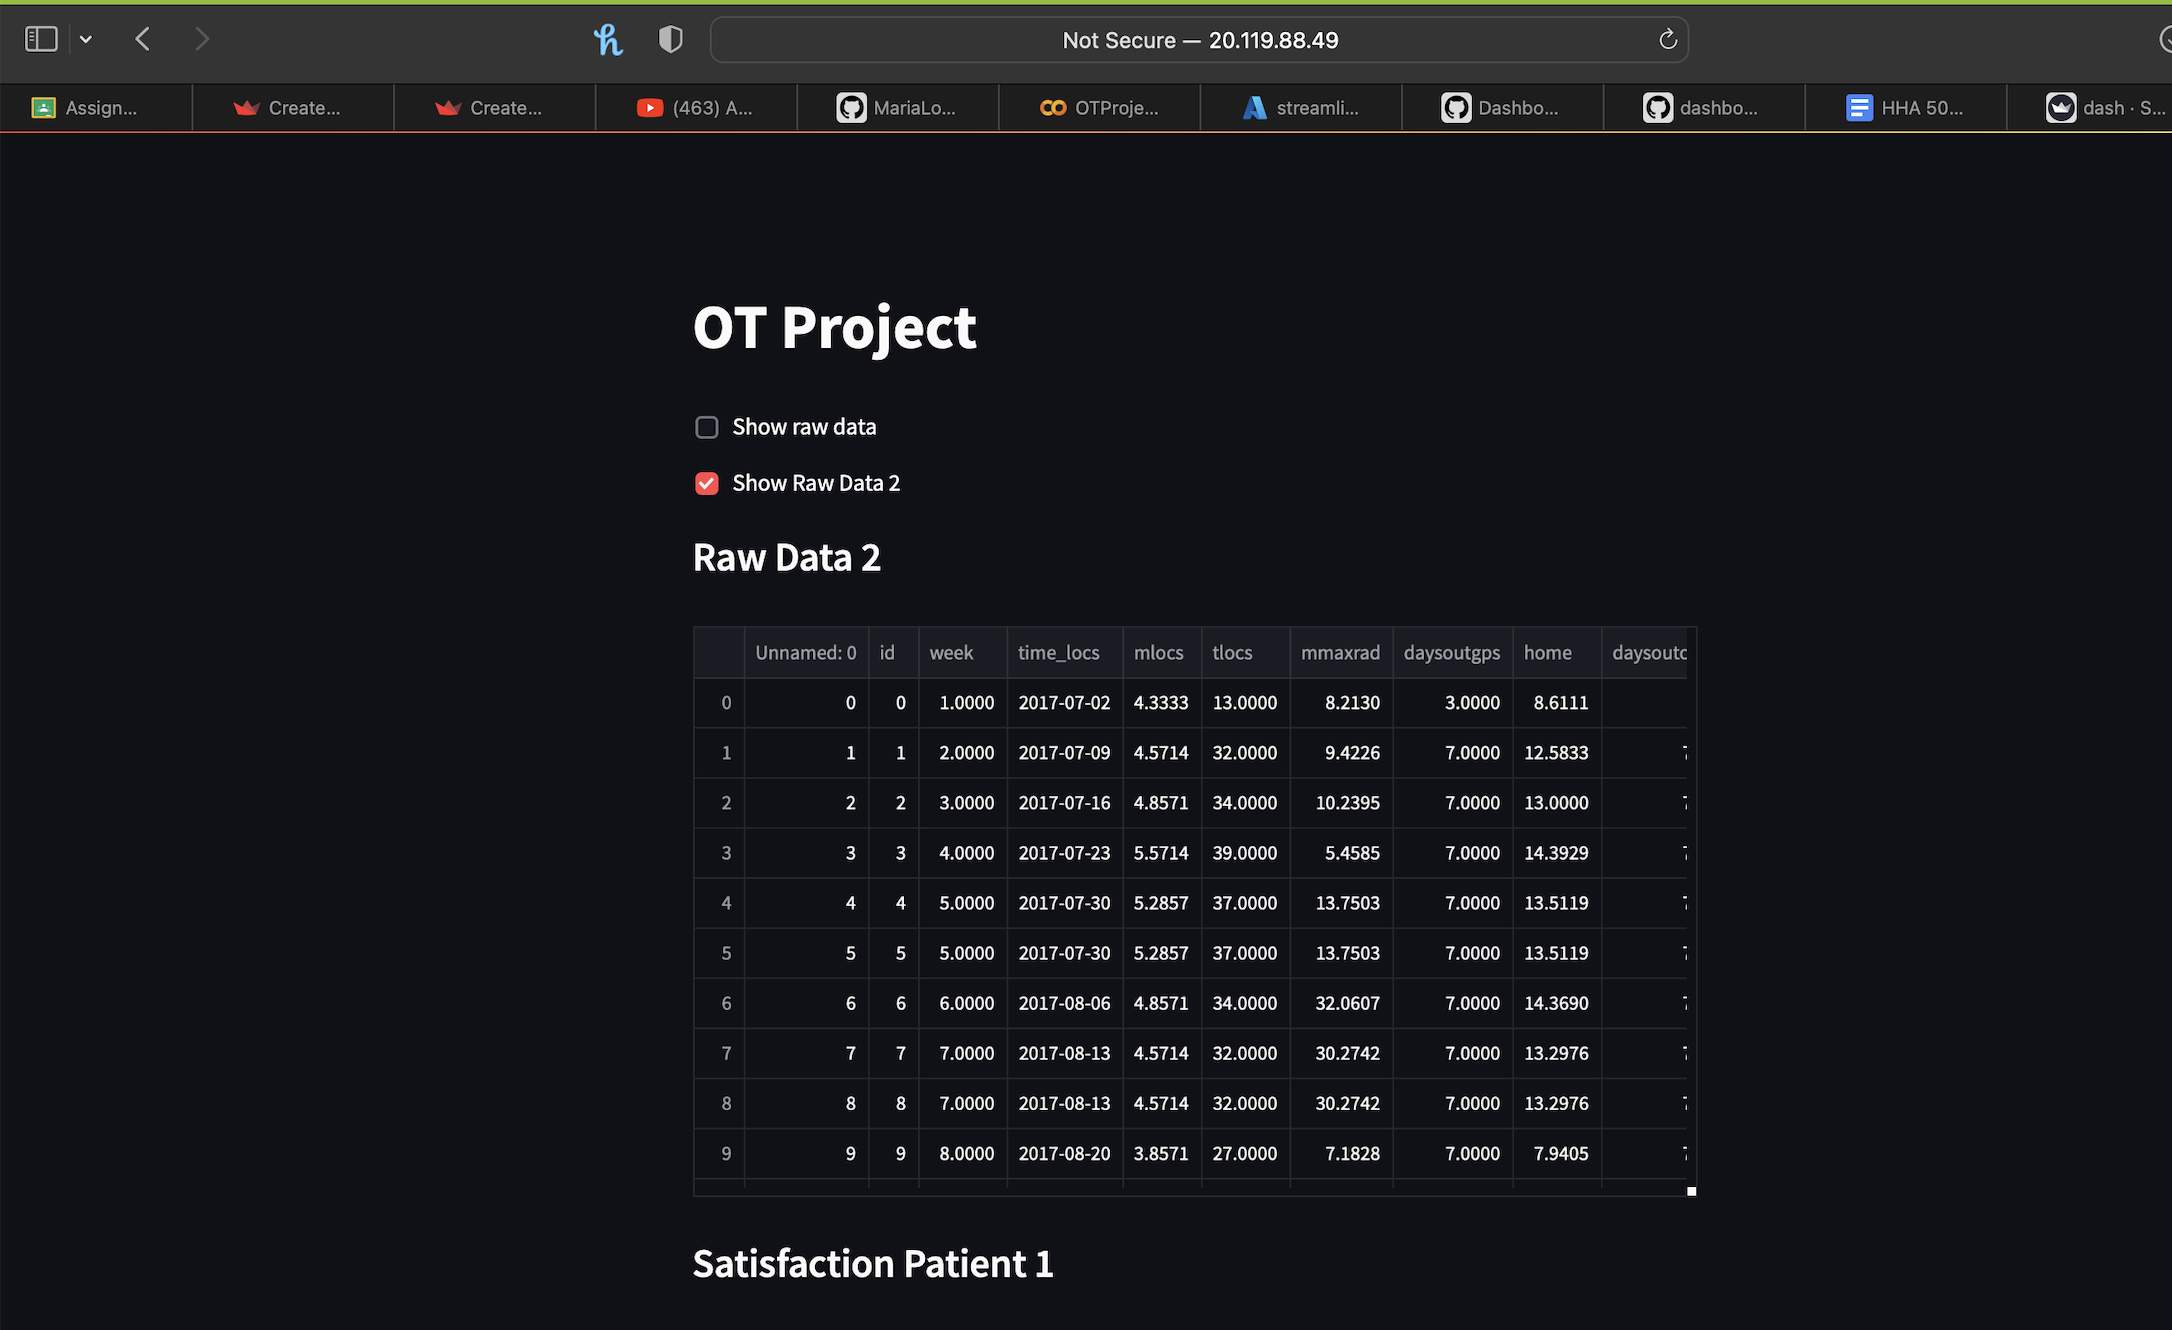 Not Secure — 20.119.88.49
Assign... Create... Create... (463) A... MariaLo... OTProje... streamli... Dashbo... dashbo... HHA 50... dash · S...
OT Project
Show raw data
Show Raw Data 2
Raw Data 2
Unnamed: 0 id week time_locs mlocs tlocs mmaxrad daysoutgps home
0 0 0 1.0000 2017-07-02 4.3333 13.0000 8.2130 3.0000 8.6111
1 1 1 2.0000 2017-07-09 4.5714 32.0000 9.4226 7.0000 12.5833
2 2 2 3.0000 2017-07-16 4.8571 34.0000 10.2395 7.0000 13.0000
3 3 3 4.0000 2017-07-23 5.5714 39.0000 5.4585 7.0000 14.3929
4 4 4 5.0000 2017-07-30 5.2857 37.0000 13.7503 7.0000 13.5119
5 5 5 5.0000 2017-07-30 5.2857 37.0000 13.7503 7.0000 13.5119
6 6 6 6.0000 2017-08-06 4.8571 34.0000 32.0607 7.0000 14.3690
7 7 7 7.0000 2017-08-13 4.5714 32.0000 30.2742 7.0000 13.2976
8 8 8 7.0000 2017-08-13 4.5714 32.0000 30.2742 7.0000 13.2976
9 9 9 8.0000 2017-08-20 3.8571 27.0000 7.1828 7.0000 7.9405
Satisfaction Patient 1